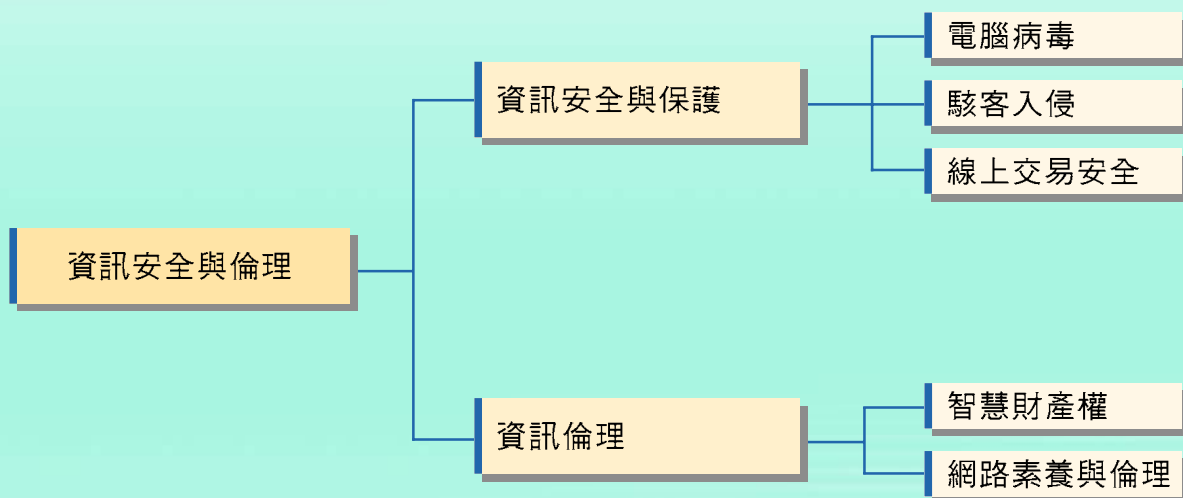 資訊安全與倫理
資訊安全與保護
電腦病毒
駭客入侵
線上交易安全
資訊倫理
智慧財產權
網路素養與倫理